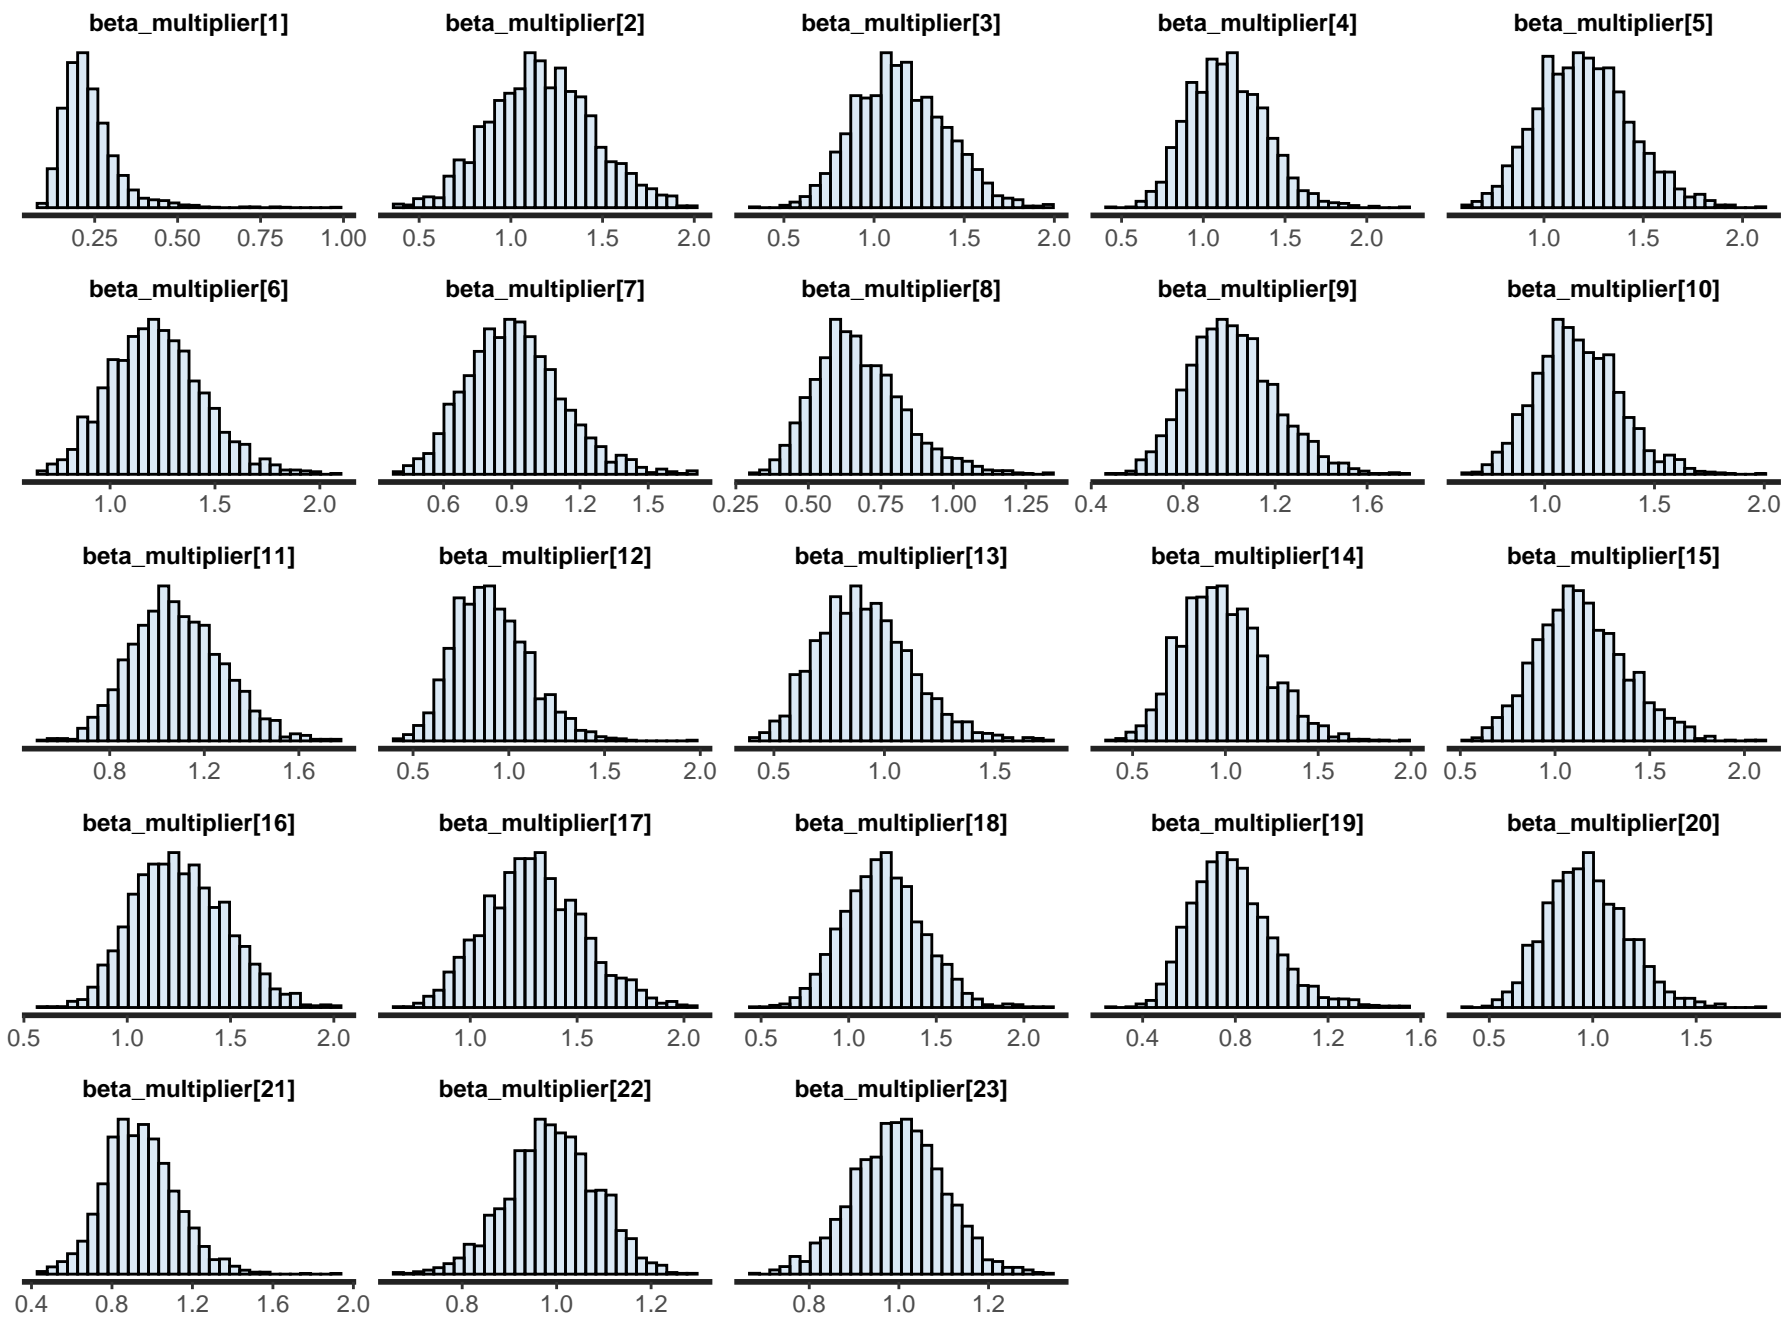 beta_multiplier[1] beta_multiplier[2] beta_multiplier[3] beta_multiplier[4] beta_multiplier[5]
0.25 0.50 0.75 1.00 0.5 1.0 1.5 2.0 0.5 1.0 1.5 2.0 0.5 1.0 1.5 2.0 1.0 1.5 2.0
beta_multiplier[6] beta_multiplier[7] beta_multiplier[8] beta_multiplier[9] beta_multiplier[10]
1.0 1.5 2.0 0.6 0.9 1.2 1.5 0.25 0.50 0.75 1.00 1.25 0.4 0.8 1.2 1.6 1.0 1.5 2.0
beta_multiplier[11] beta_multiplier[12] beta_multiplier[13] beta_multiplier[14] beta_multiplier[15]
0.8 1.2 1.6 0.5 1.0 1.5 2.0 0.5 1.0 1.5 0.5 1.0 1.5 2.0 0.5 1.0 1.5 2.0
beta_multiplier[16] beta_multiplier[17] beta_multiplier[18] beta_multiplier[19] beta_multiplier[20]
0.5 1.0 1.5 2.0 1.0 1.5 2.0 0.5 1.0 1.5 2.0 0.4 0.8 1.2 1.6 0.5 1.0 1.5
beta_multiplier[21] beta_multiplier[22] beta_multiplier[23]
0.4 0.8 1.2 1.6 2.0 0.8 1.0 1.2 0.8 1.0 1.2